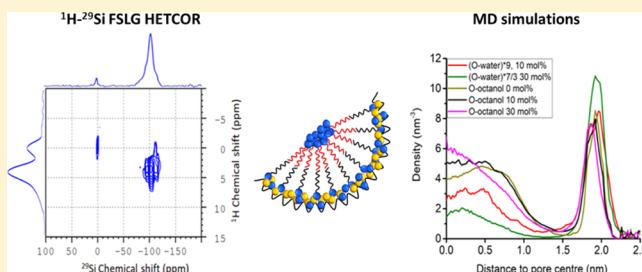 ¹H-²⁹Si FSLG HETCOR
MD simulations
-5
0
5
10
15
¹H Chemical shift (ppm)
100 50 0 -50 -100 -150
²⁹Si Chemical shift (ppm)
(O-water)*9, 10 mol%
(O-water)*7/3 30 mol%
O-octanol 0 mol%
O-octanol 10 mol%
O-octanol 30 mol%
12
10
8
6
4
2
0
Density (nm⁻³)
0.0 0.5 1.0 1.5 2.0 2.
Distance to pore centre (nm)